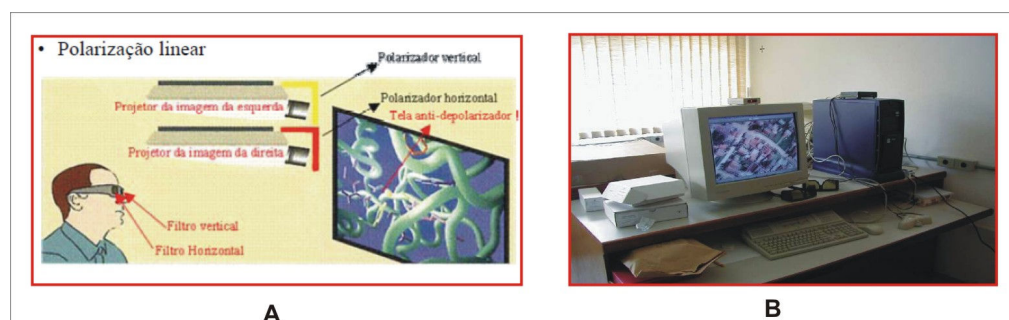 • Polarização linear
Polarizador vertical
Projetor da imagem da esquerda
Polarizador horizontal
Tela anti-depolarizador !
Projetor da imagem da direita
Filtro vertical
Filtro Horizontal
A
B